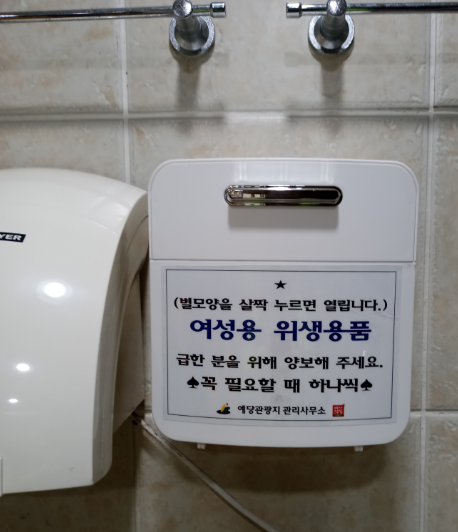 YER
★
(별모양을 살짝 누르면 열립니다.)
여성용 위생용품
급한 분을 위해 양보해 주세요.
♠꼭 필요할 때 하나씩♠
예당관광지 관리사무소